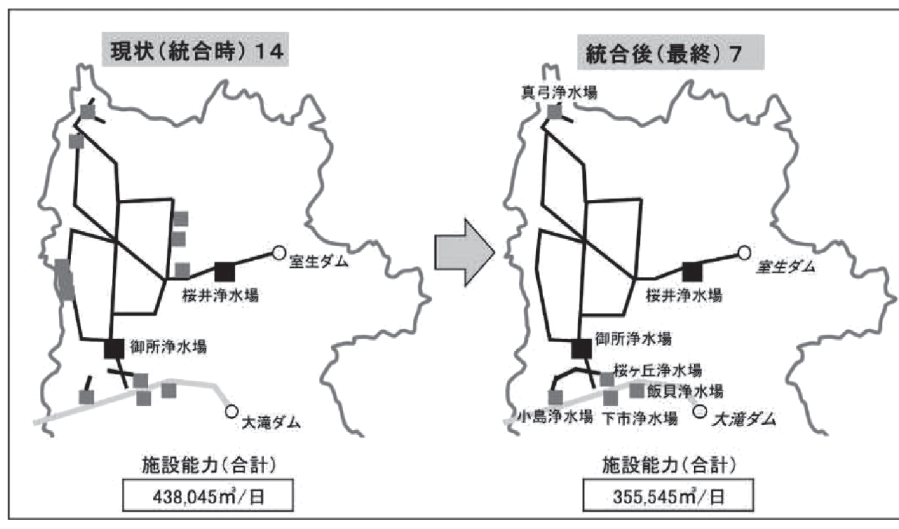 現状(統合時)14
室生ダム
桜井浄水場
御所浄水場
大滝ダム
施設能力(合計)
438,045㎥/日
統合後(最終)7
真弓浄水場
室生ダム
桜井浄水場
御所浄水場
桜ヶ丘浄水場
飯貝浄水場
小島浄水場
下市浄水場
大滝ダム
施設能力(合計)
355,545㎥/日